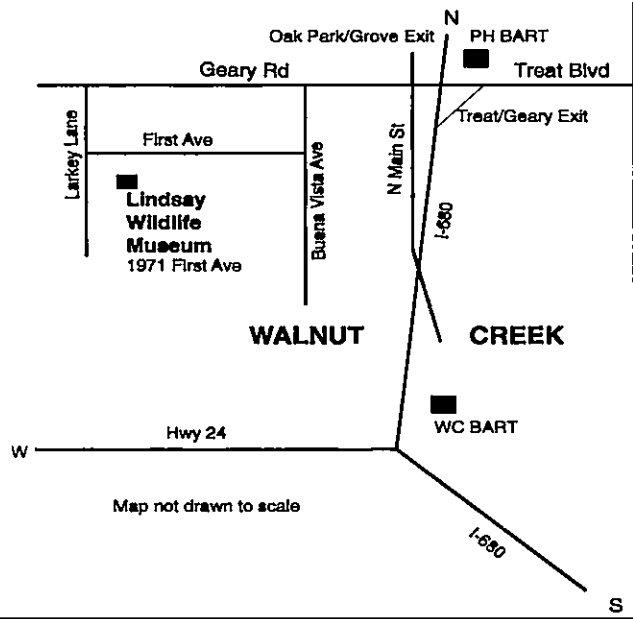 N
Oak Park/Grove Exit
PH BART
Geary Rd
Treat Blvd
Treat/Geary Exit
First Ave
Larkey Lane
N Main St
Buena Vista Ave
I-680
Lindsay
Wildlife
Museum
1971 First Ave
WALNUT CREEK
WC BART
Hwy 24
W
Map not drawn to scale
I-680
S